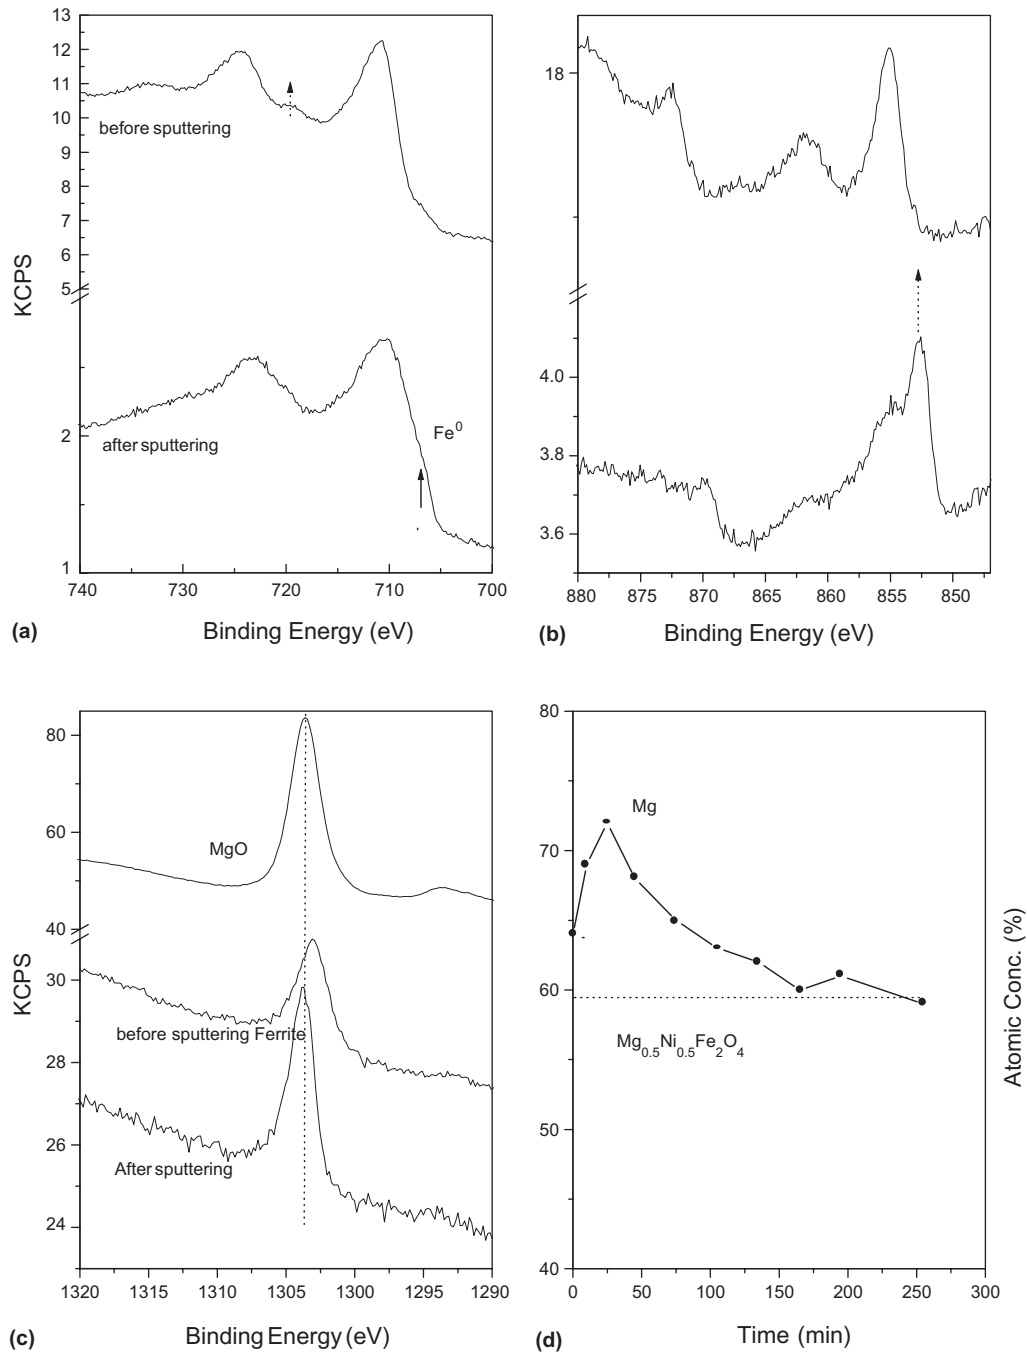 13
12
11
10
9
8
7
6
5
2
1
before sputtering
after sputtering
Fe0
KCPS
740 730 720 710 700
(a) Binding Energy (eV)
18
4.0
3.8
3.6
880 875 870 865 860 855 850
(b) Binding Energy (eV)
80
60
40
30
28
26
24
MgO
before sputtering Ferrite
After sputtering
KCPS
1320 1315 1310 1305 1300 1295 1290
(c) Binding Energy (eV)
80
70
60
50
40
Mg
Mg0.5Ni0.5Fe2O4
Atomic Conc. (%)
0 50 100 150 200 250 300
(d) Time (min)